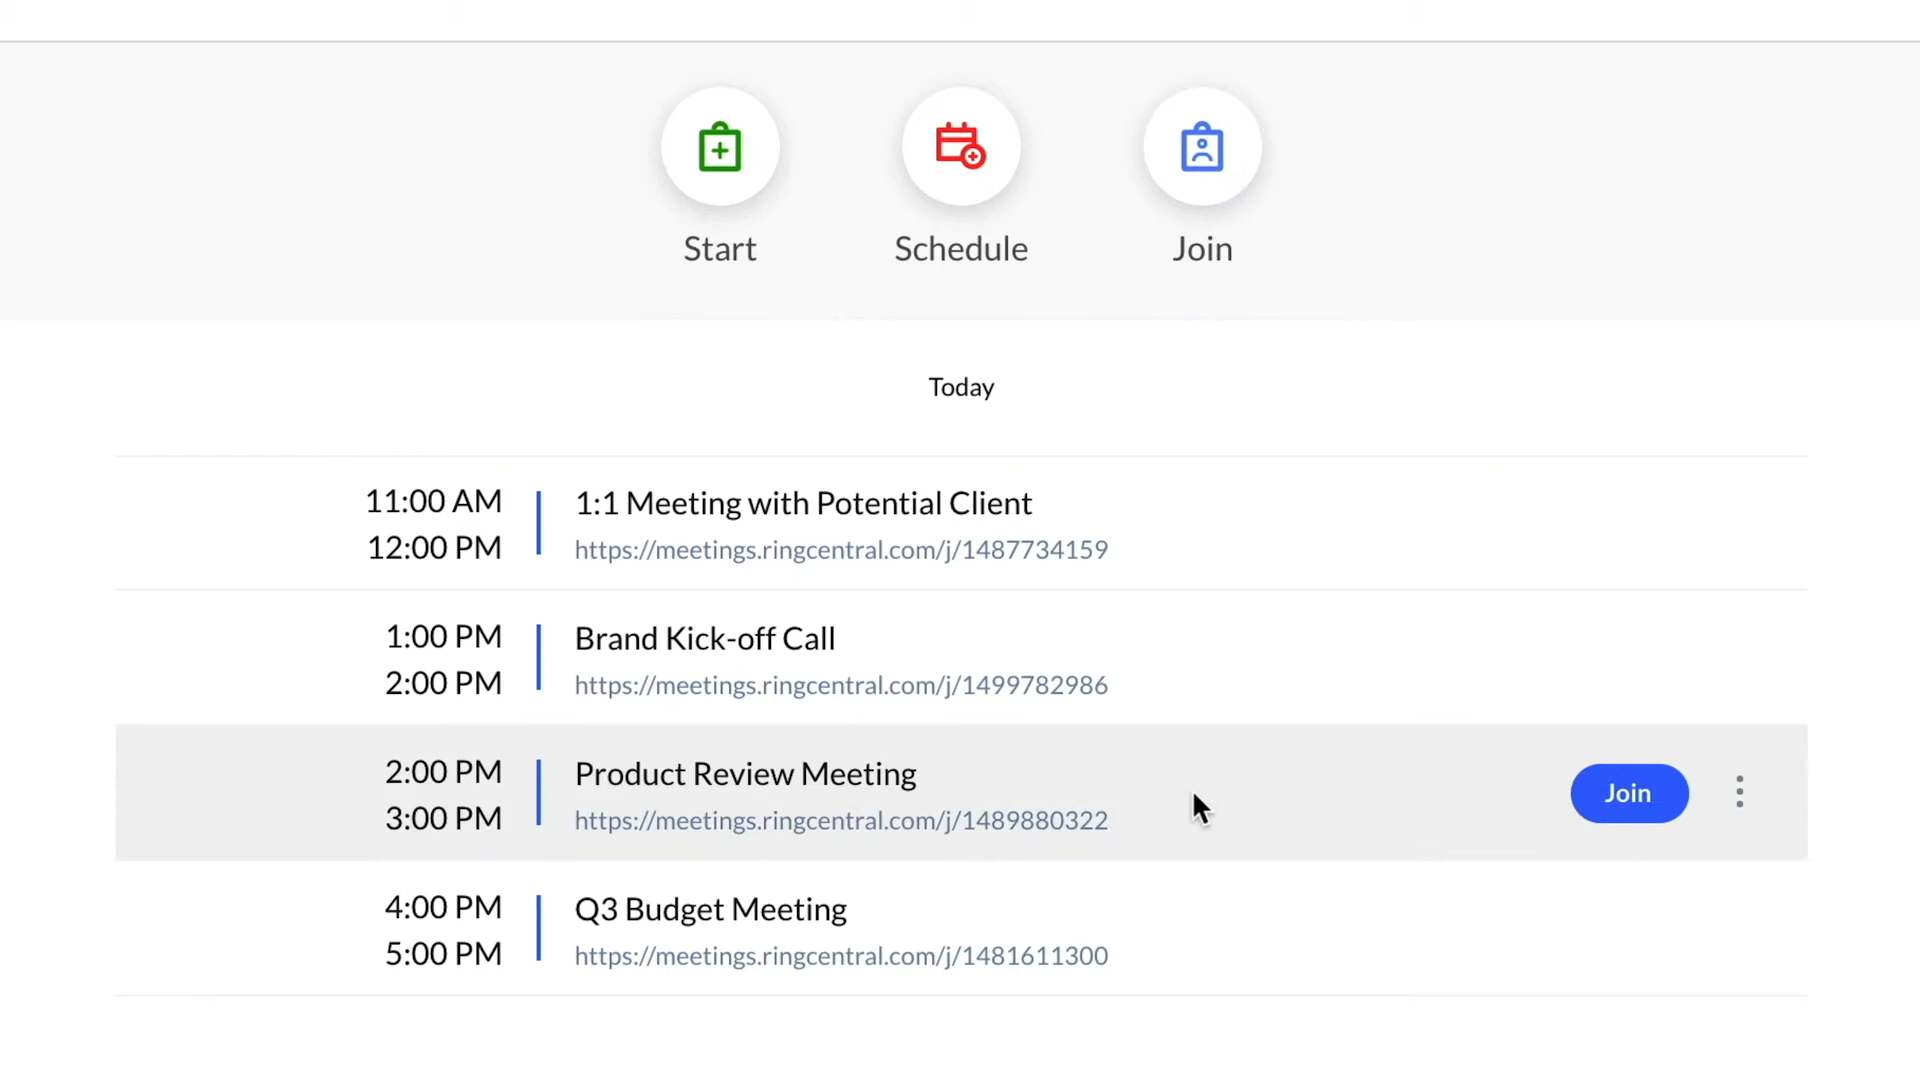 Start
Schedule
Join
Today
11:00 AM
12:00 PM
1:1 Meeting with Potential Client
https://meetings.ringcentral.com/j/1487734159
1:00 PM
2:00 PM
Brand Kick-off Call
https://meetings.ringcentral.com/j/1499782986
2:00 PM
3:00 PM
Product Review Meeting
https://meetings.ringcentral.com/j/1489880322
Join
4:00 PM
5:00 PM
Q3 Budget Meeting
https://meetings.ringcentral.com/j/1481611300